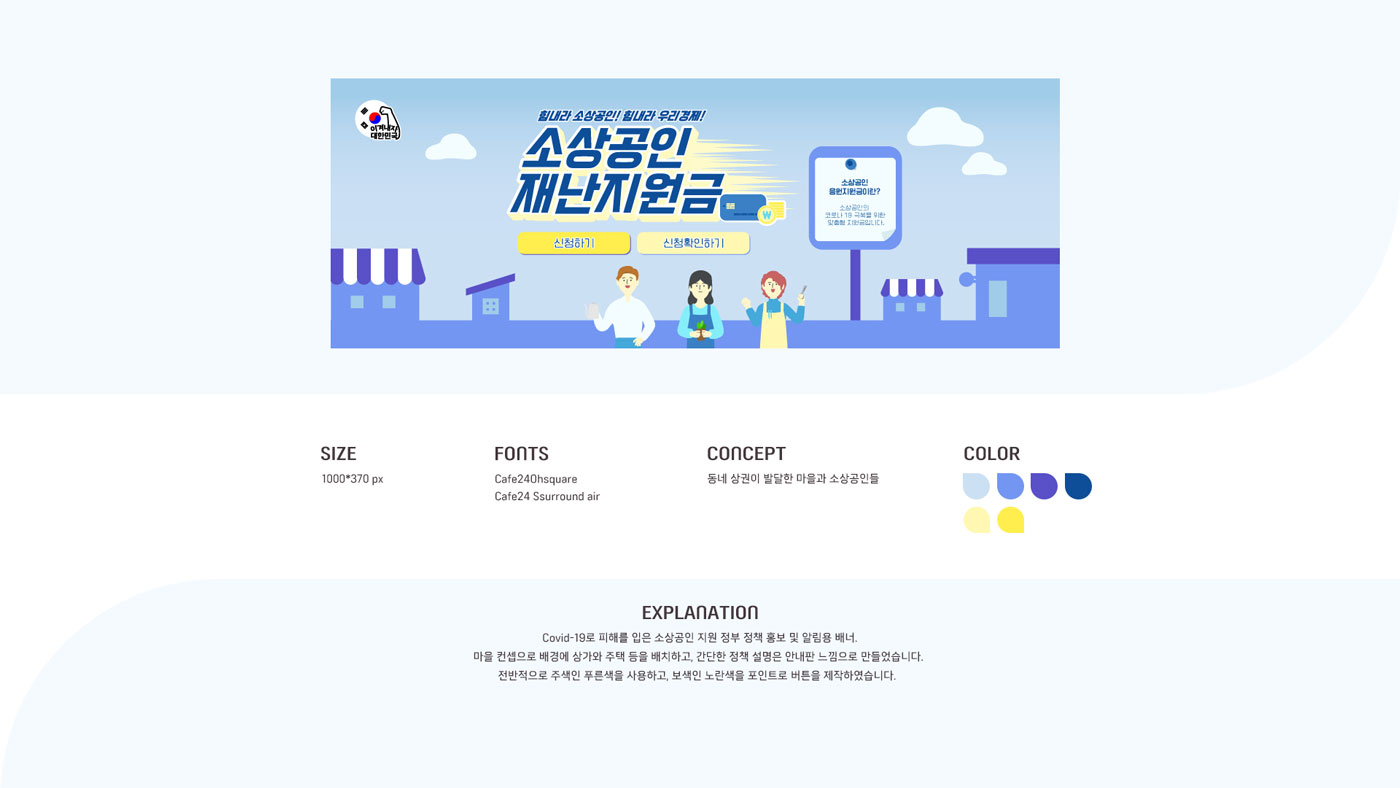 이겨내자
대한민국
힘내라 소상공인! 힘내라 우리경제!
소상공인
재난지원금
₩
신청하기
신청확인하기
소상공인
응원지원금이란?
소상공인의
코로나 19 극복을 위한
맞춤형 지원금입니다.
SIZE
1000*370 px
FONTS
Cafe24Ohsquare
Cafe24 Ssurround air
CONCEPT
동네 상권이 발달한 마을과 소상공인들
COLOR
EXPLANATION
Covid-19로 피해를 입은 소상공인 지원 정부 정책 홍보 및 알림용 배너.
마을 컨셉으로 배경에 상가와 주택 등을 배치하고, 간단한 정책 설명은 안내판 느낌으로 만들었습니다.
전반적으로 주색인 푸른색을 사용하고, 보색인 노란색을 포인트로 버튼을 제작하였습니다.